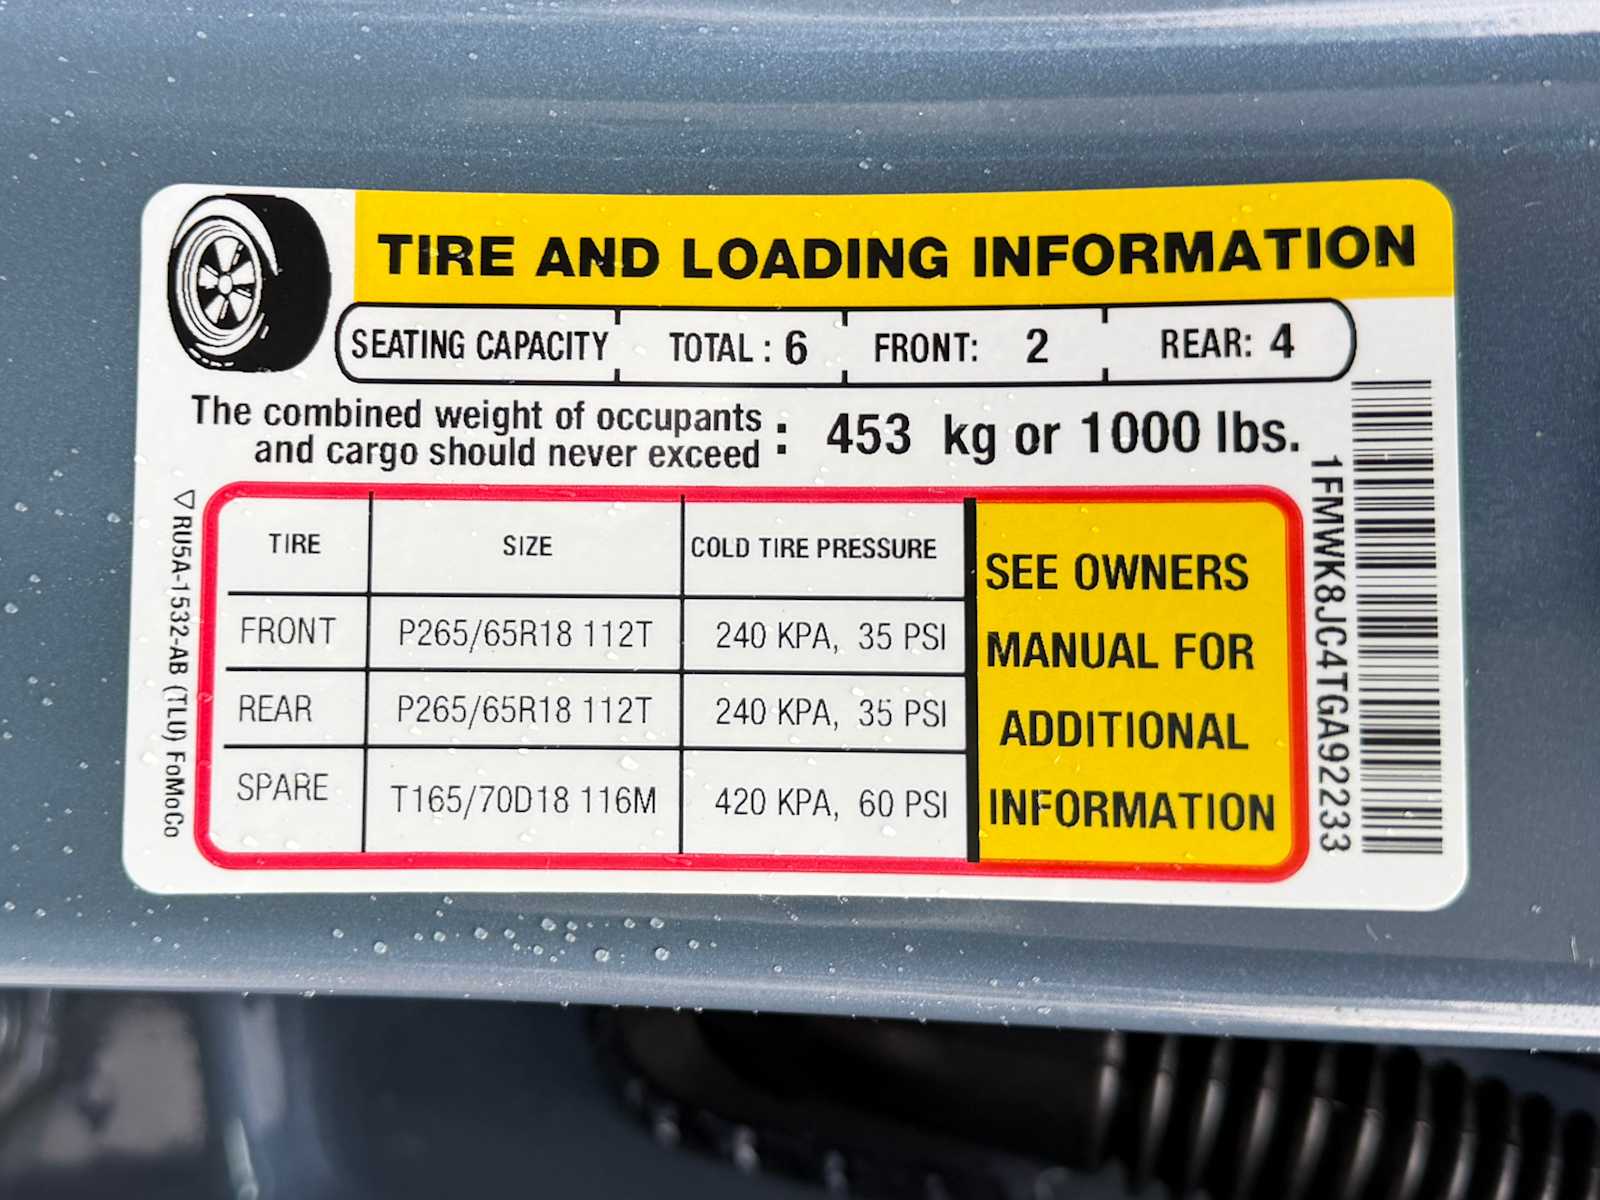 TIRE AND LOADING INFORMATION
SEATING CAPACITY TOTAL : 6 FRONT: 2 REAR: 4
The combined weight of occupants
and cargo should never exceed : 453 kg or 1000 lbs.
TIRE SIZE COLD TIRE PRESSURE
FRONT P265/65R18 112T 240 KPA, 35 PSI
REAR P265/65R18 112T 240 KPA, 35 PSI
SPARE T165/70D18 116M 420 KPA, 60 PSI
SEE OWNERS
MANUAL FOR
ADDITIONAL
INFORMATION
1FMWK8JC4TGA92233
▽RU5A-1532-AB (TLU) FoMoCo